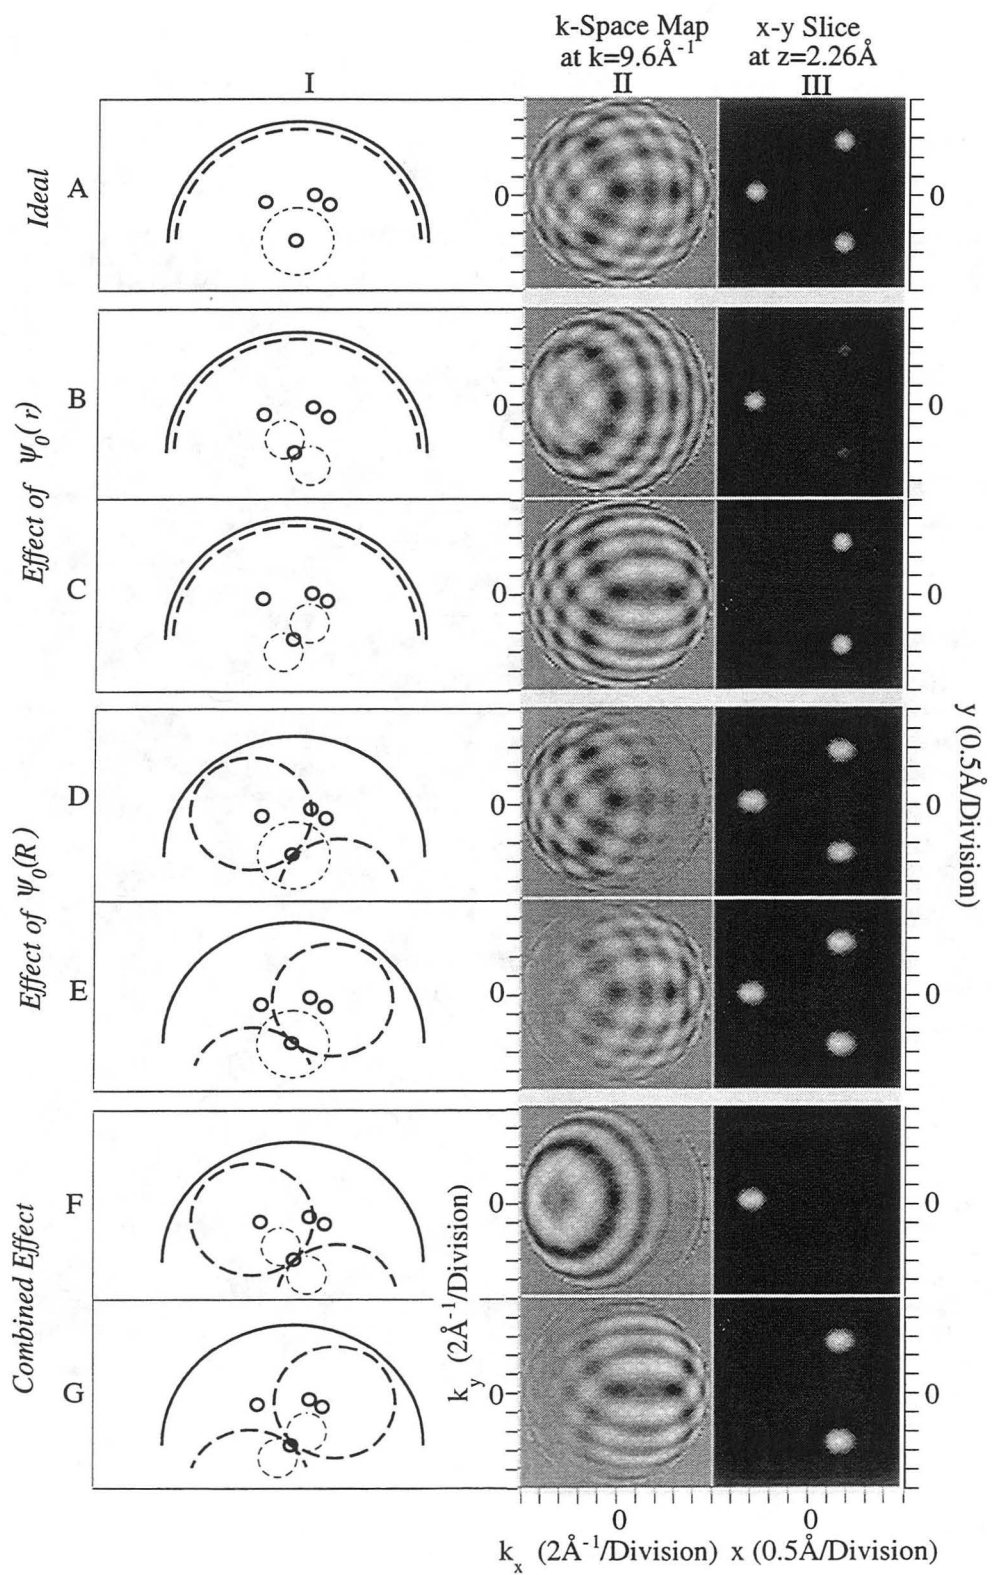 k-Space Map
at k=9.6Å⁻¹
x-y Slice
at z=2.26Å
I
II
III
Ideal
A
0
0
Effect of ψ₀(r)
B
0
0
C
0
0
Effect of ψ₀(R)
D
0
0
E
0
0
y (0.5Å/Division)
Combined Effect
F
0
0
G
0
0
k_y (2Å⁻¹/Division)
0
0
k_x (2Å⁻¹/Division)
x (0.5Å/Division)